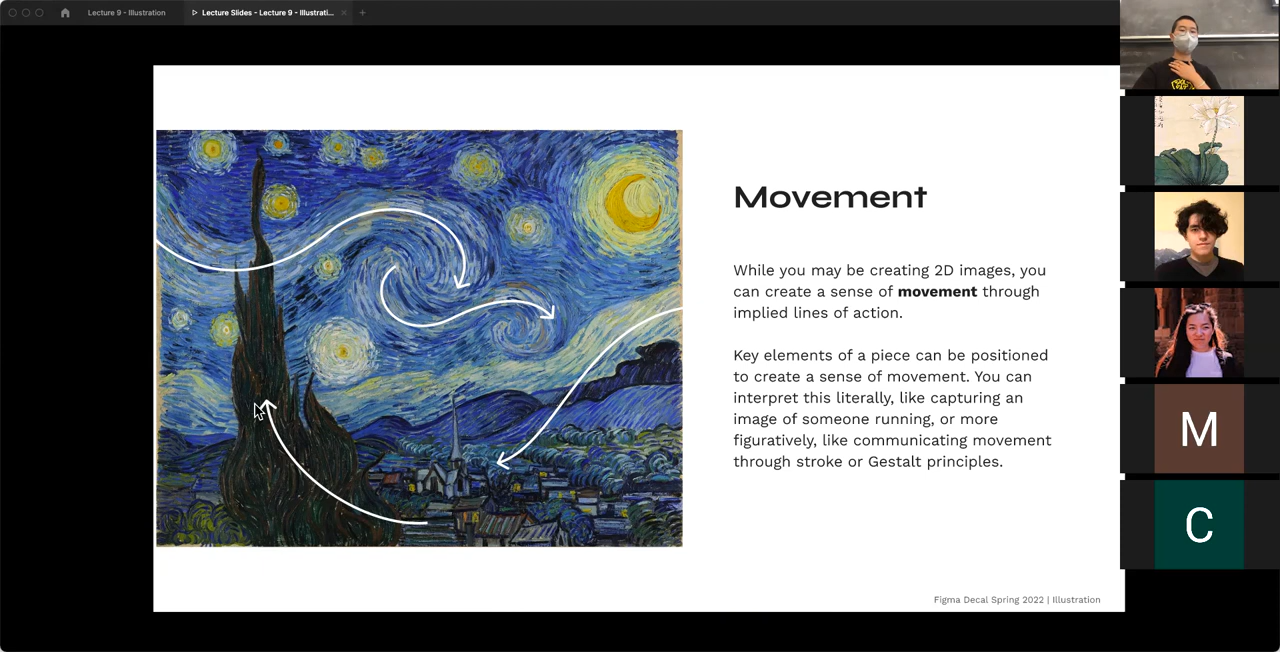 Lecture 9 - Illustration
Lecture Slides - Lecture 9 - Illustrati...
Movement
While you may be creating 2D images, you
can create a sense of movement through
implied lines of action.
Key elements of a piece can be positioned
to create a sense of movement. You can
interpret this literally, like capturing an
image of someone running, or more
figuratively, like communicating movement
through stroke or Gestalt principles.
Figma Decal Spring 2022 | Illustration
M
C